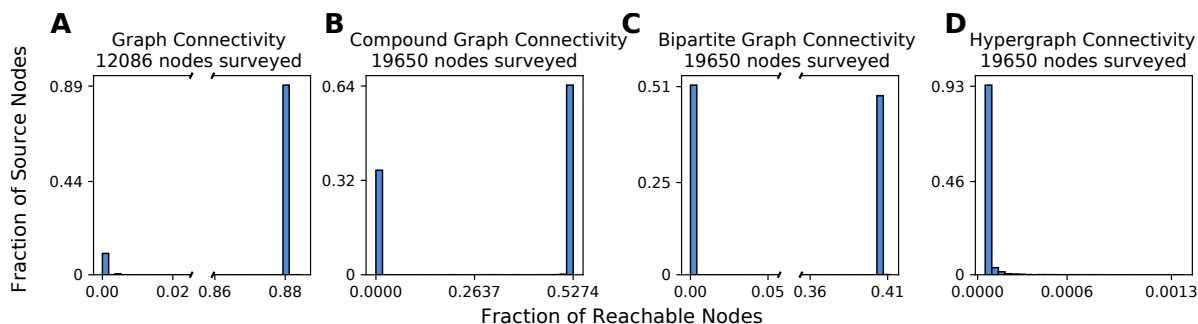 A
Graph Connectivity
12086 nodes surveyed
0.89
0.44
0
0.00
0.02
0.86
0.88
B
Compound Graph Connectivity
19650 nodes surveyed
0.64
0.32
0
0.0000
0.2637
0.5274
C
Bipartite Graph Connectivity
19650 nodes surveyed
0.51
0.25
0
0.00
0.05
0.36
0.41
D
Hypergraph Connectivity
19650 nodes surveyed
0.93
0.46
0
0.0000
0.0006
0.0013
Fraction of Source Nodes
Fraction of Reachable Nodes